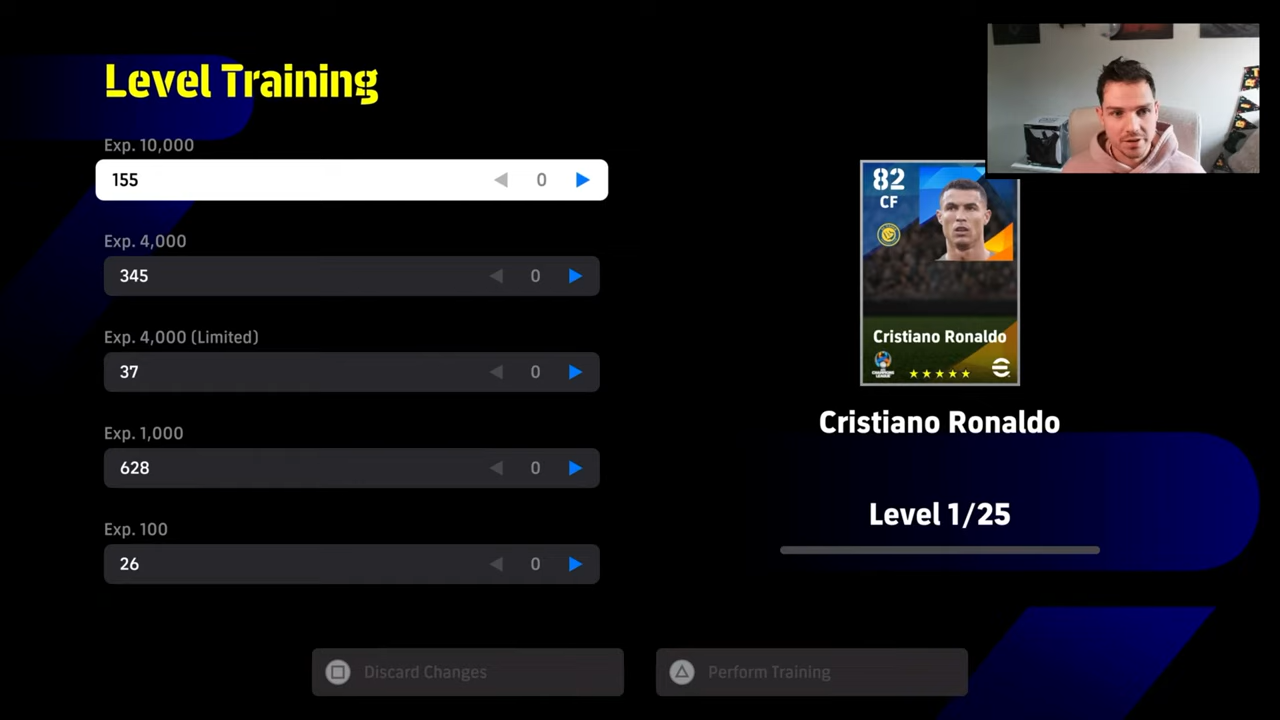 Level Training
Exp. 10,000
155
0
Exp. 4,000
345
0
Exp. 4,000 (Limited)
37
0
Exp. 1,000
628
0
Exp. 100
26
0
Discard Changes
Perform Training
82
CF
Cristiano Ronaldo
Cristiano Ronaldo
Level 1/25